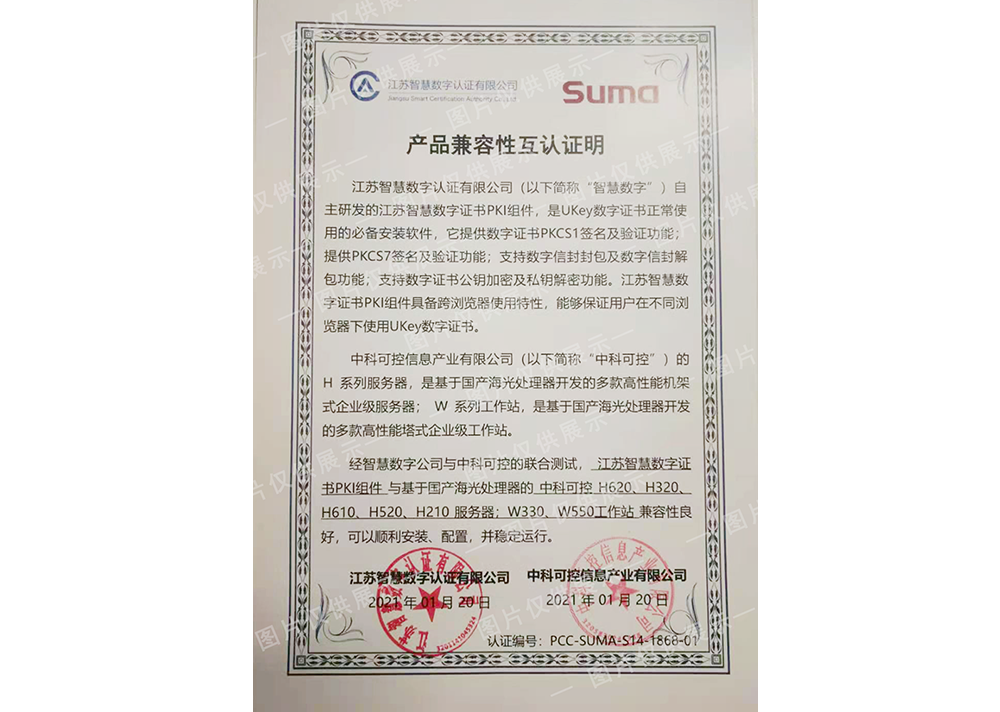 江苏智慧数字认证有限公司
Jiangsu Smart Certification Authority Co., Ltd
Suma
产品兼容性互认证明
江苏智慧数字认证有限公司（以下简称“智慧数字”）自
主研发的江苏智慧数字证书PKI组件，是UKey数字证书正常使
用的必备安装软件，它提供数字证书PKCS1签名及验证功能；
提供PKCS7签名及验证功能；支持数字信封封包及数字信封解
包功能；支持数字证书公钥加密及私钥解密功能。江苏智慧数
字证书PKI组件具备跨浏览器使用特性，能够保证用户在不同浏
览器下使用UKey数字证书。
中科可控信息产业有限公司（以下简称“中科可控”）的
H 系列服务器，是基于国产海光处理器开发的多款高性能机架
式企业级服务器； W 系列工作站，是基于国产海光处理器开发
的多款高性能塔式企业级工作站。
经智慧数字公司与中科可控的联合测试， 江苏智慧数字证
书PKI组件 与基于国产海光处理器的 中科可控 H620、H320、
H610、H520、H210 服务器；W330、W550工作站 兼容性良
好，可以顺利安装、配置，并稳定运行。
江苏智慧数字认证有限公司 中科可控信息产业有限公司
2021 年 01 月 20 日 2021 年 01 月 20 日
认证编号：PCC-SUMA-S14-1866-01
图片仅供展示